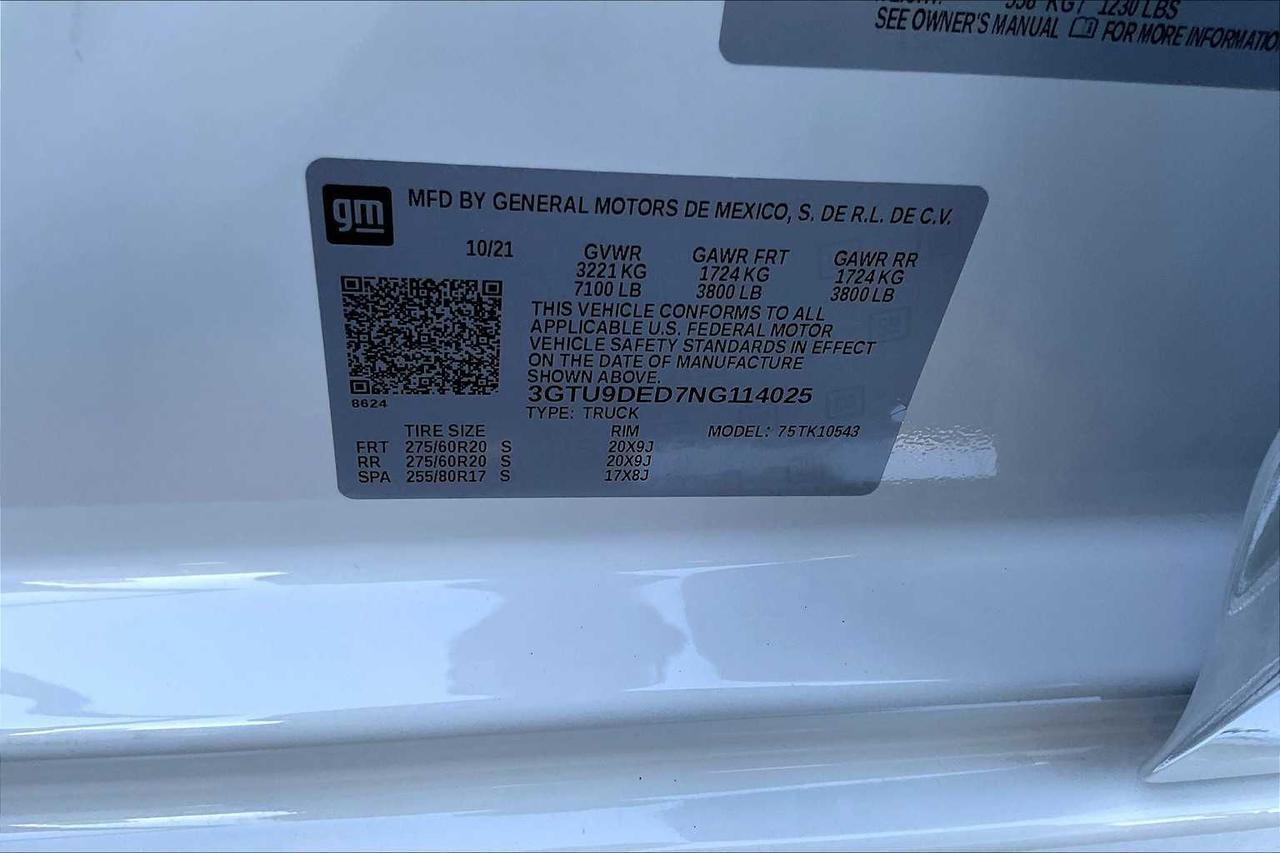 558 KG / 1230 LBS
SEE OWNER'S MANUAL FOR MORE INFORMATIO
gm
MFD BY GENERAL MOTORS DE MEXICO, S. DE R.L. DE C.V.
10/21 GVWR GAWR FRT GAWR RR
3221 KG 1724 KG 1724 KG
7100 LB 3800 LB 3800 LB
THIS VEHICLE CONFORMS TO ALL
APPLICABLE U.S. FEDERAL MOTOR
VEHICLE SAFETY STANDARDS IN EFFECT
ON THE DATE OF MANUFACTURE
SHOWN ABOVE.
3GTU9DED7NG114025
8624
TYPE: TRUCK
TIRE SIZE RIM MODEL: 75TK10543
FRT 275/60R20 S 20X9J
RR 275/60R20 S 20X9J
SPA 255/80R17 S 17X8J